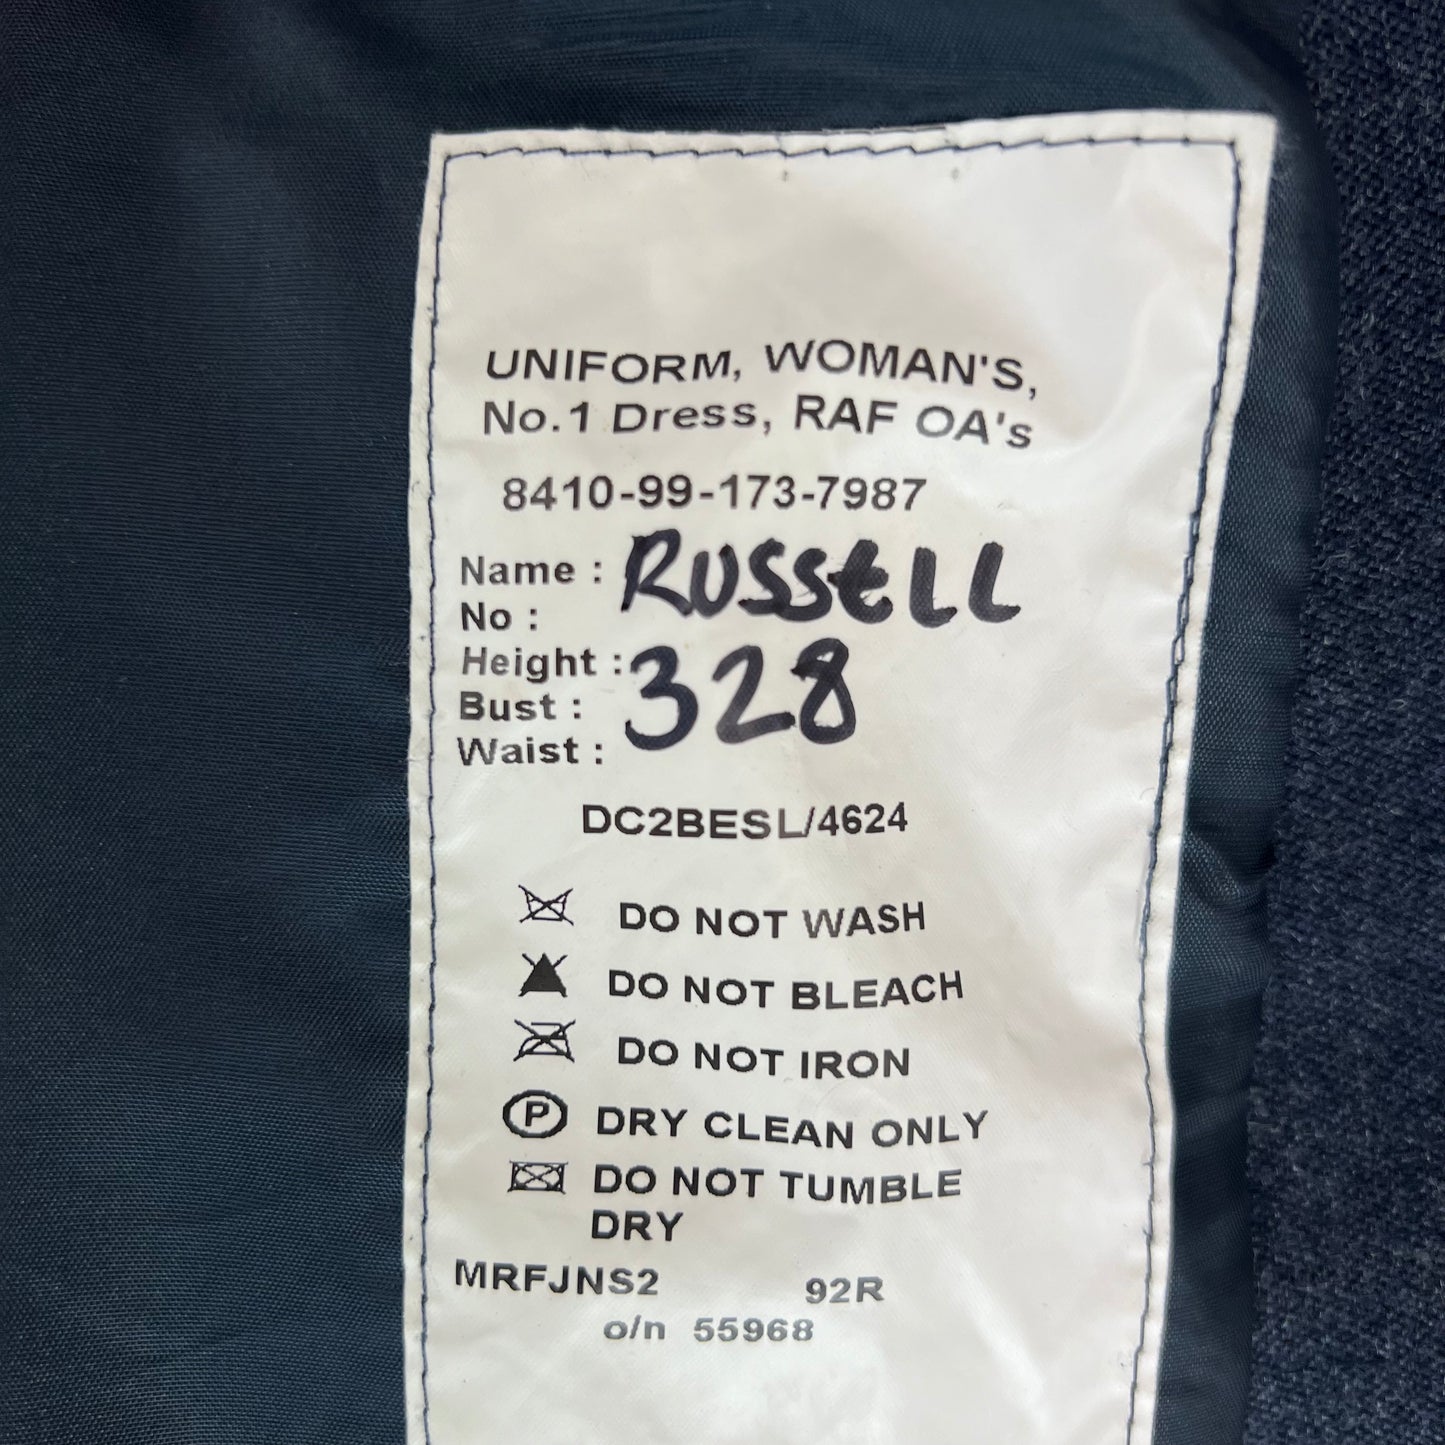 UNIFORM, WOMAN'S,
No.1 Dress, RAF OA's
8410-99-173-7987
Name : RUSSELL
No :
Height : 328
Bust :
Waist :
DC2BESL/4624
DO NOT WASH
DO NOT BLEACH
DO NOT IRON
P DRY CLEAN ONLY
DO NOT TUMBLE
DRY
MRFJNS2 92R
o/n 55968